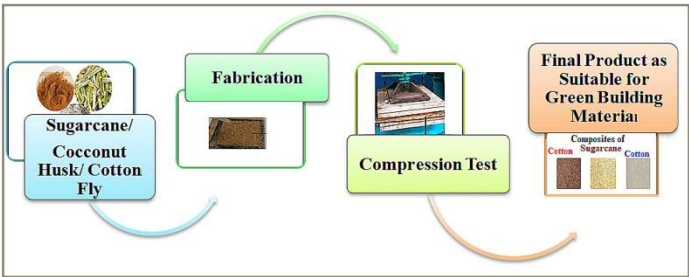 Sugarcane/
Cocconut
Husk/ Cotton
Fly
Fabrication
Compression Test
Final Product as
Suitable for
Green Building
Material
Composites of
Sugarcane
Cotton
Cotton